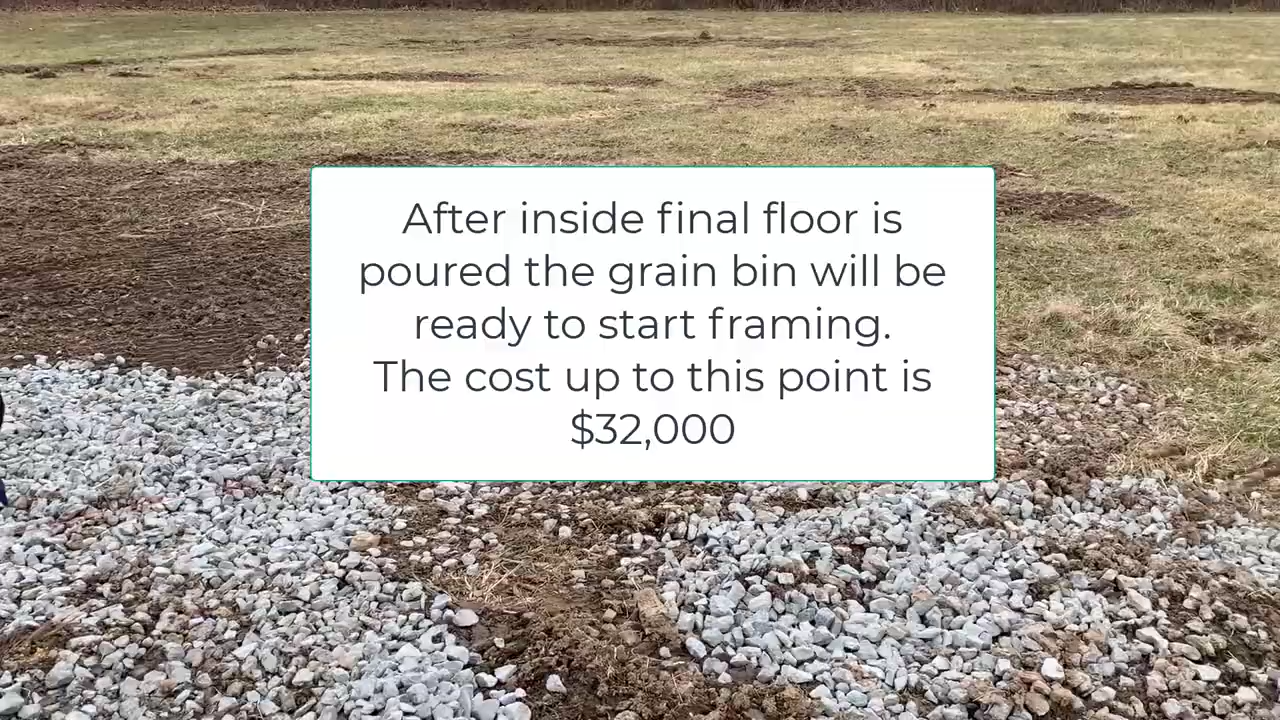 After inside final floor is
poured the grain bin will be
ready to start framing.
The cost up to this point is
$32,000